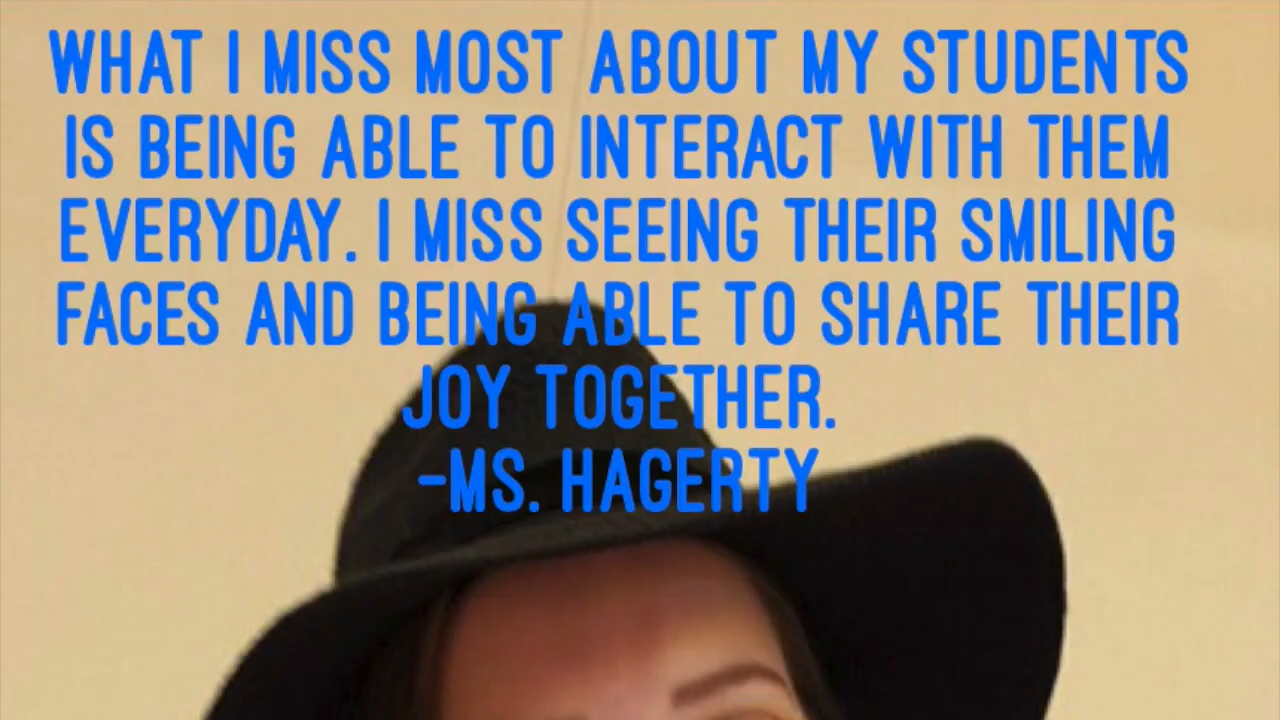 WHAT I MISS MOST ABOUT MY STUDENTS
IS BEING ABLE TO INTERACT WITH THEM
EVERYDAY. I MISS SEEING THEIR SMILING
FACES AND BEING ABLE TO SHARE THEIR
JOY TOGETHER.
-MS. HAGERTY